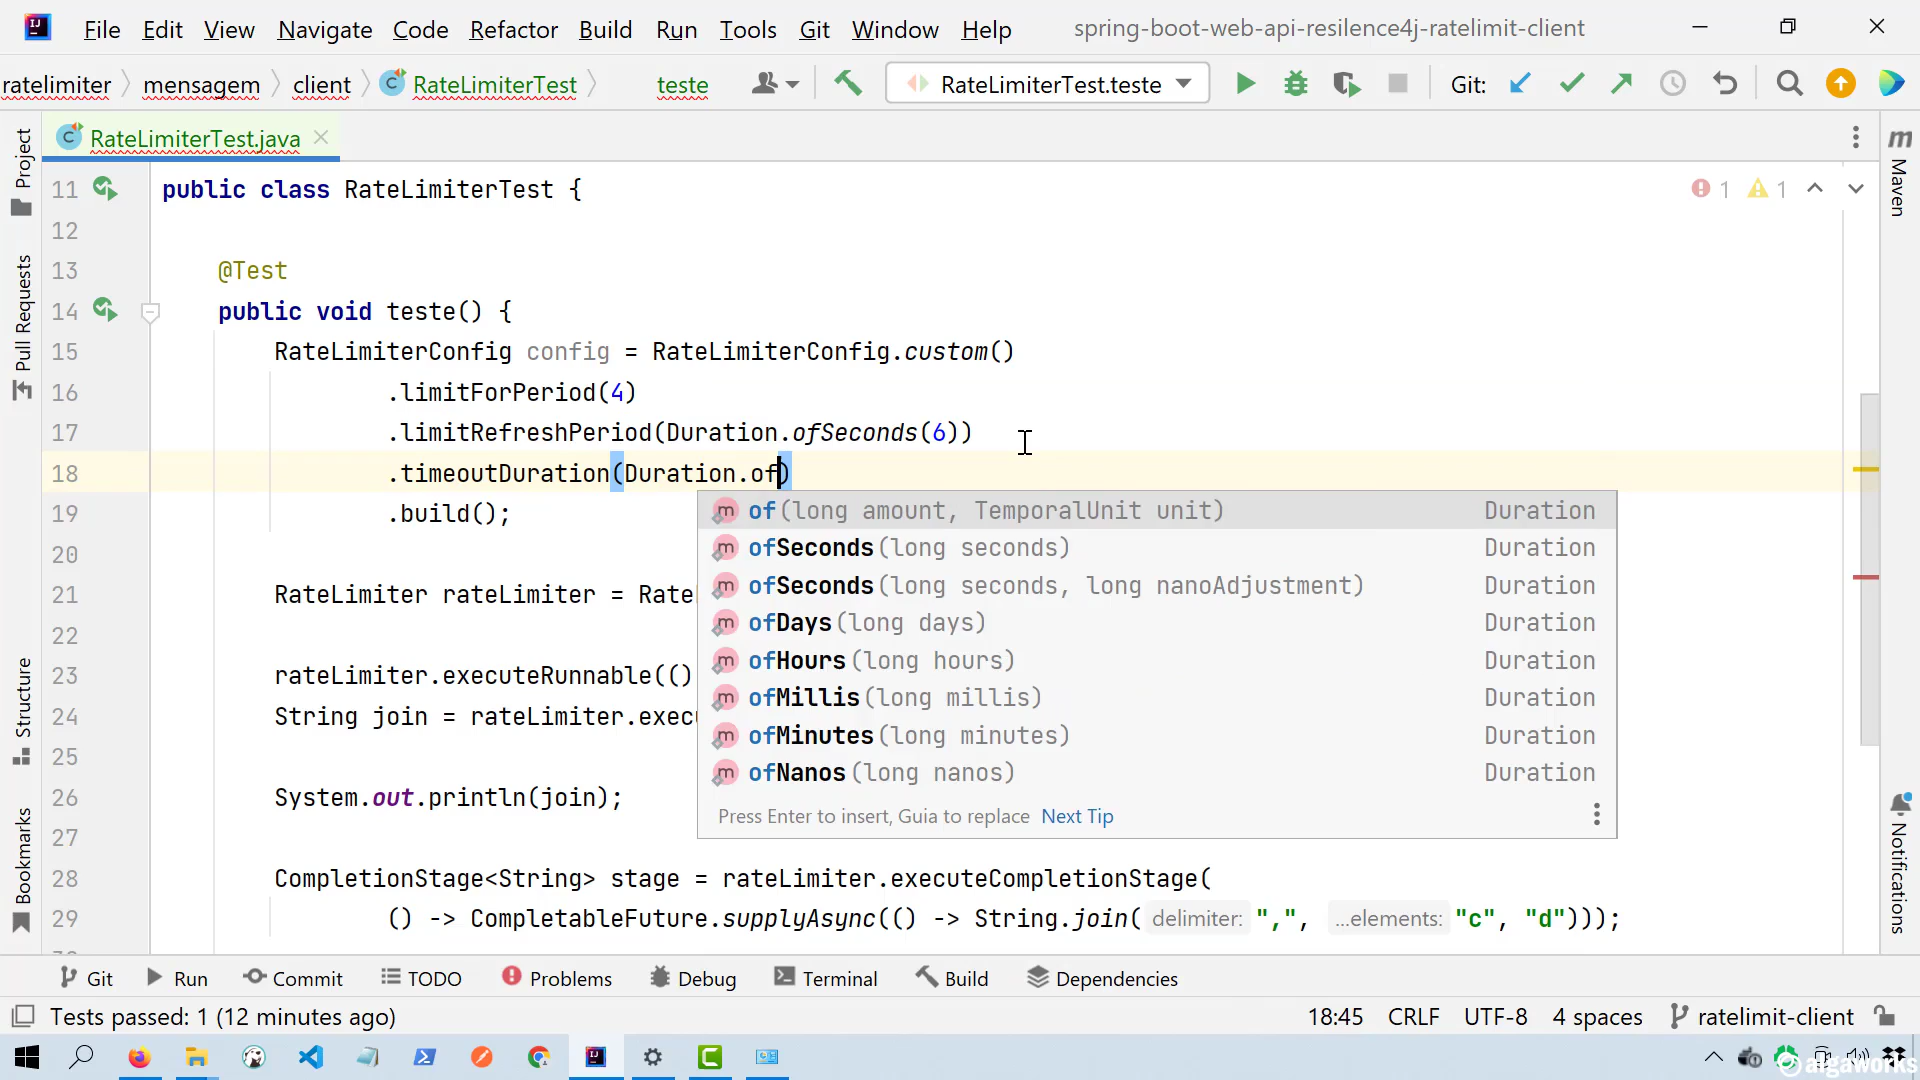 File Edit View Navigate Code Refactor Build Run Tools Git Window Help spring-boot-web-api-resilence4j-ratelimit-client
ratelimiter mensagem client RateLimiterTest teste RateLimiterTest.teste Git:
RateLimiterTest.java
Project
Pull Requests
Structure
Bookmarks
Maven
Notifications
11 public class RateLimiterTest { 1 1
12
13 @Test
14 public void teste() {
15 RateLimiterConfig config = RateLimiterConfig.custom()
16 .limitForPeriod(4)
17 .limitRefreshPeriod(Duration.ofSeconds(6))
18 .timeoutDuration(Duration.of)
19 .build();
20
21 RateLimiter rateLimiter = Rate
22
23 rateLimiter.executeRunnable(()
24 String join = rateLimiter.exec
25
26 System.out.println(join);
27
28 CompletionStage<String> stage = rateLimiter.executeCompletionStage(
29 () -> CompletableFuture.supplyAsync(() -> String.join( delimiter: ",", ...elements: "c", "d")));
of(long amount, TemporalUnit unit) Duration
ofSeconds(long seconds) Duration
ofSeconds(long seconds, long nanoAdjustment) Duration
ofDays(long days) Duration
ofHours(long hours) Duration
ofMillis(long millis) Duration
ofMinutes(long minutes) Duration
ofNanos(long nanos) Duration
Press Enter to insert, Guia to replace Next Tip
Git Run Commit TODO Problems Debug Terminal Build Dependencies
Tests passed: 1 (12 minutes ago) 18:45 CRLF UTF-8 4 spaces ratelimit-client
algaworks